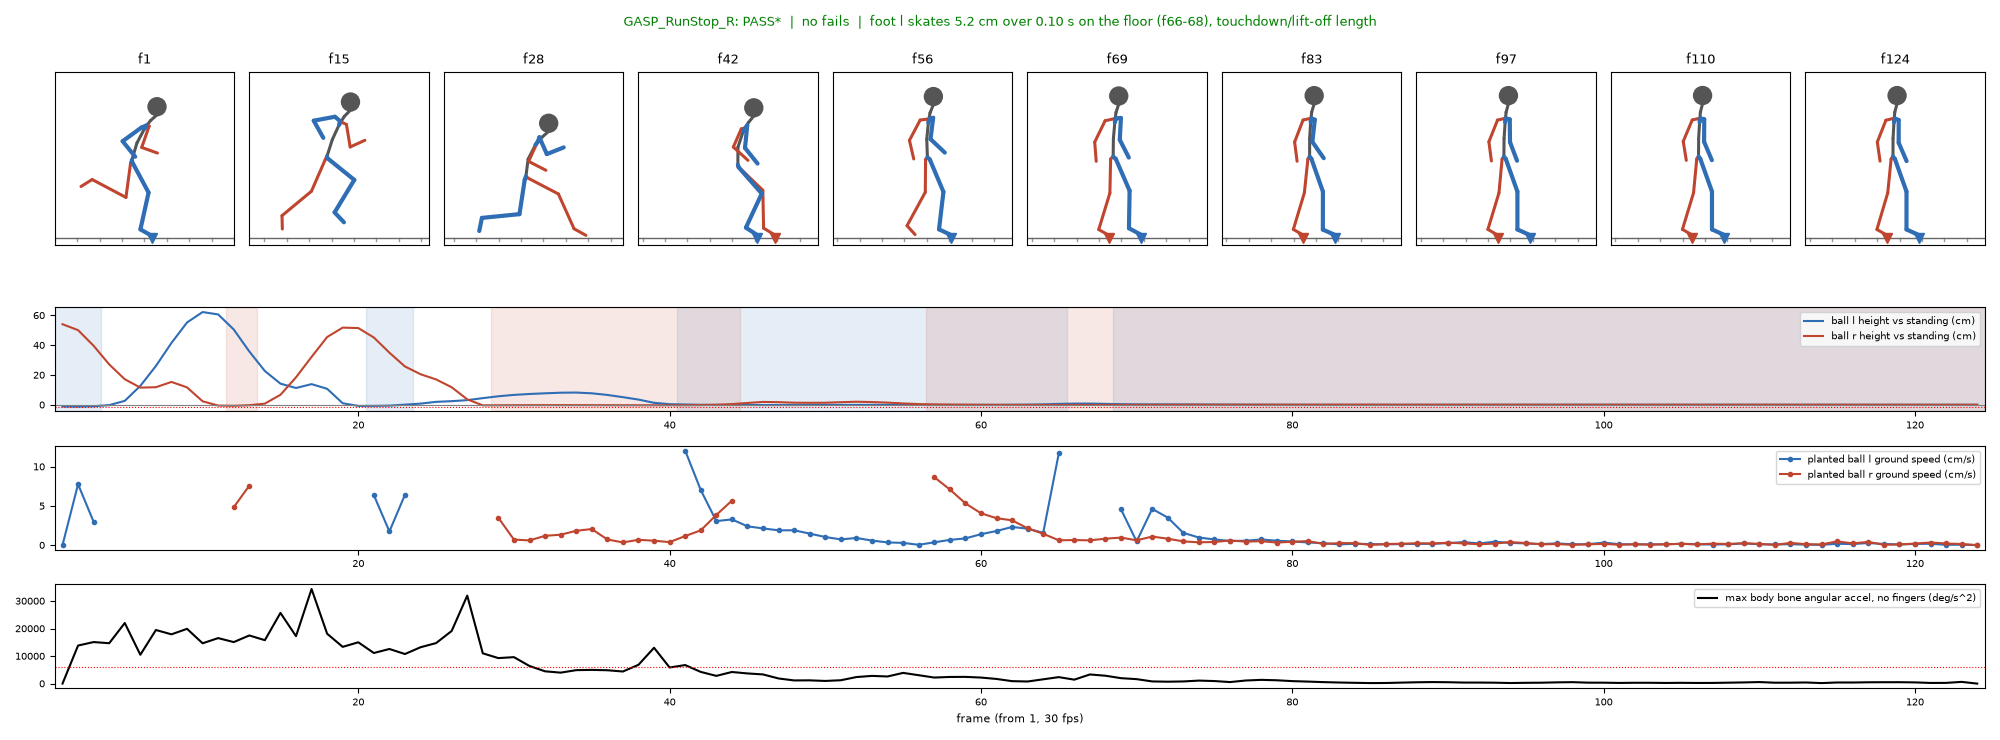 GASP_RunStop_R: PASS* | no fails | foot l skates 5.2 cm over 0.10 s on the floor (f66-68), touchdown/lift-off length
f1 f15 f28 f42 f56 f69 f83 f97 f110 f124
60
40
20
0
ball l height vs standing (cm)
ball r height vs standing (cm)
20 40 60 80 100 120
10
5
0
planted ball l ground speed (cm/s)
planted ball r ground speed (cm/s)
20 40 60 80 100 120
30000
20000
10000
0
max body bone angular accel, no fingers (deg/s^2)
20 40 60 80 100 120
frame (from 1, 30 fps)